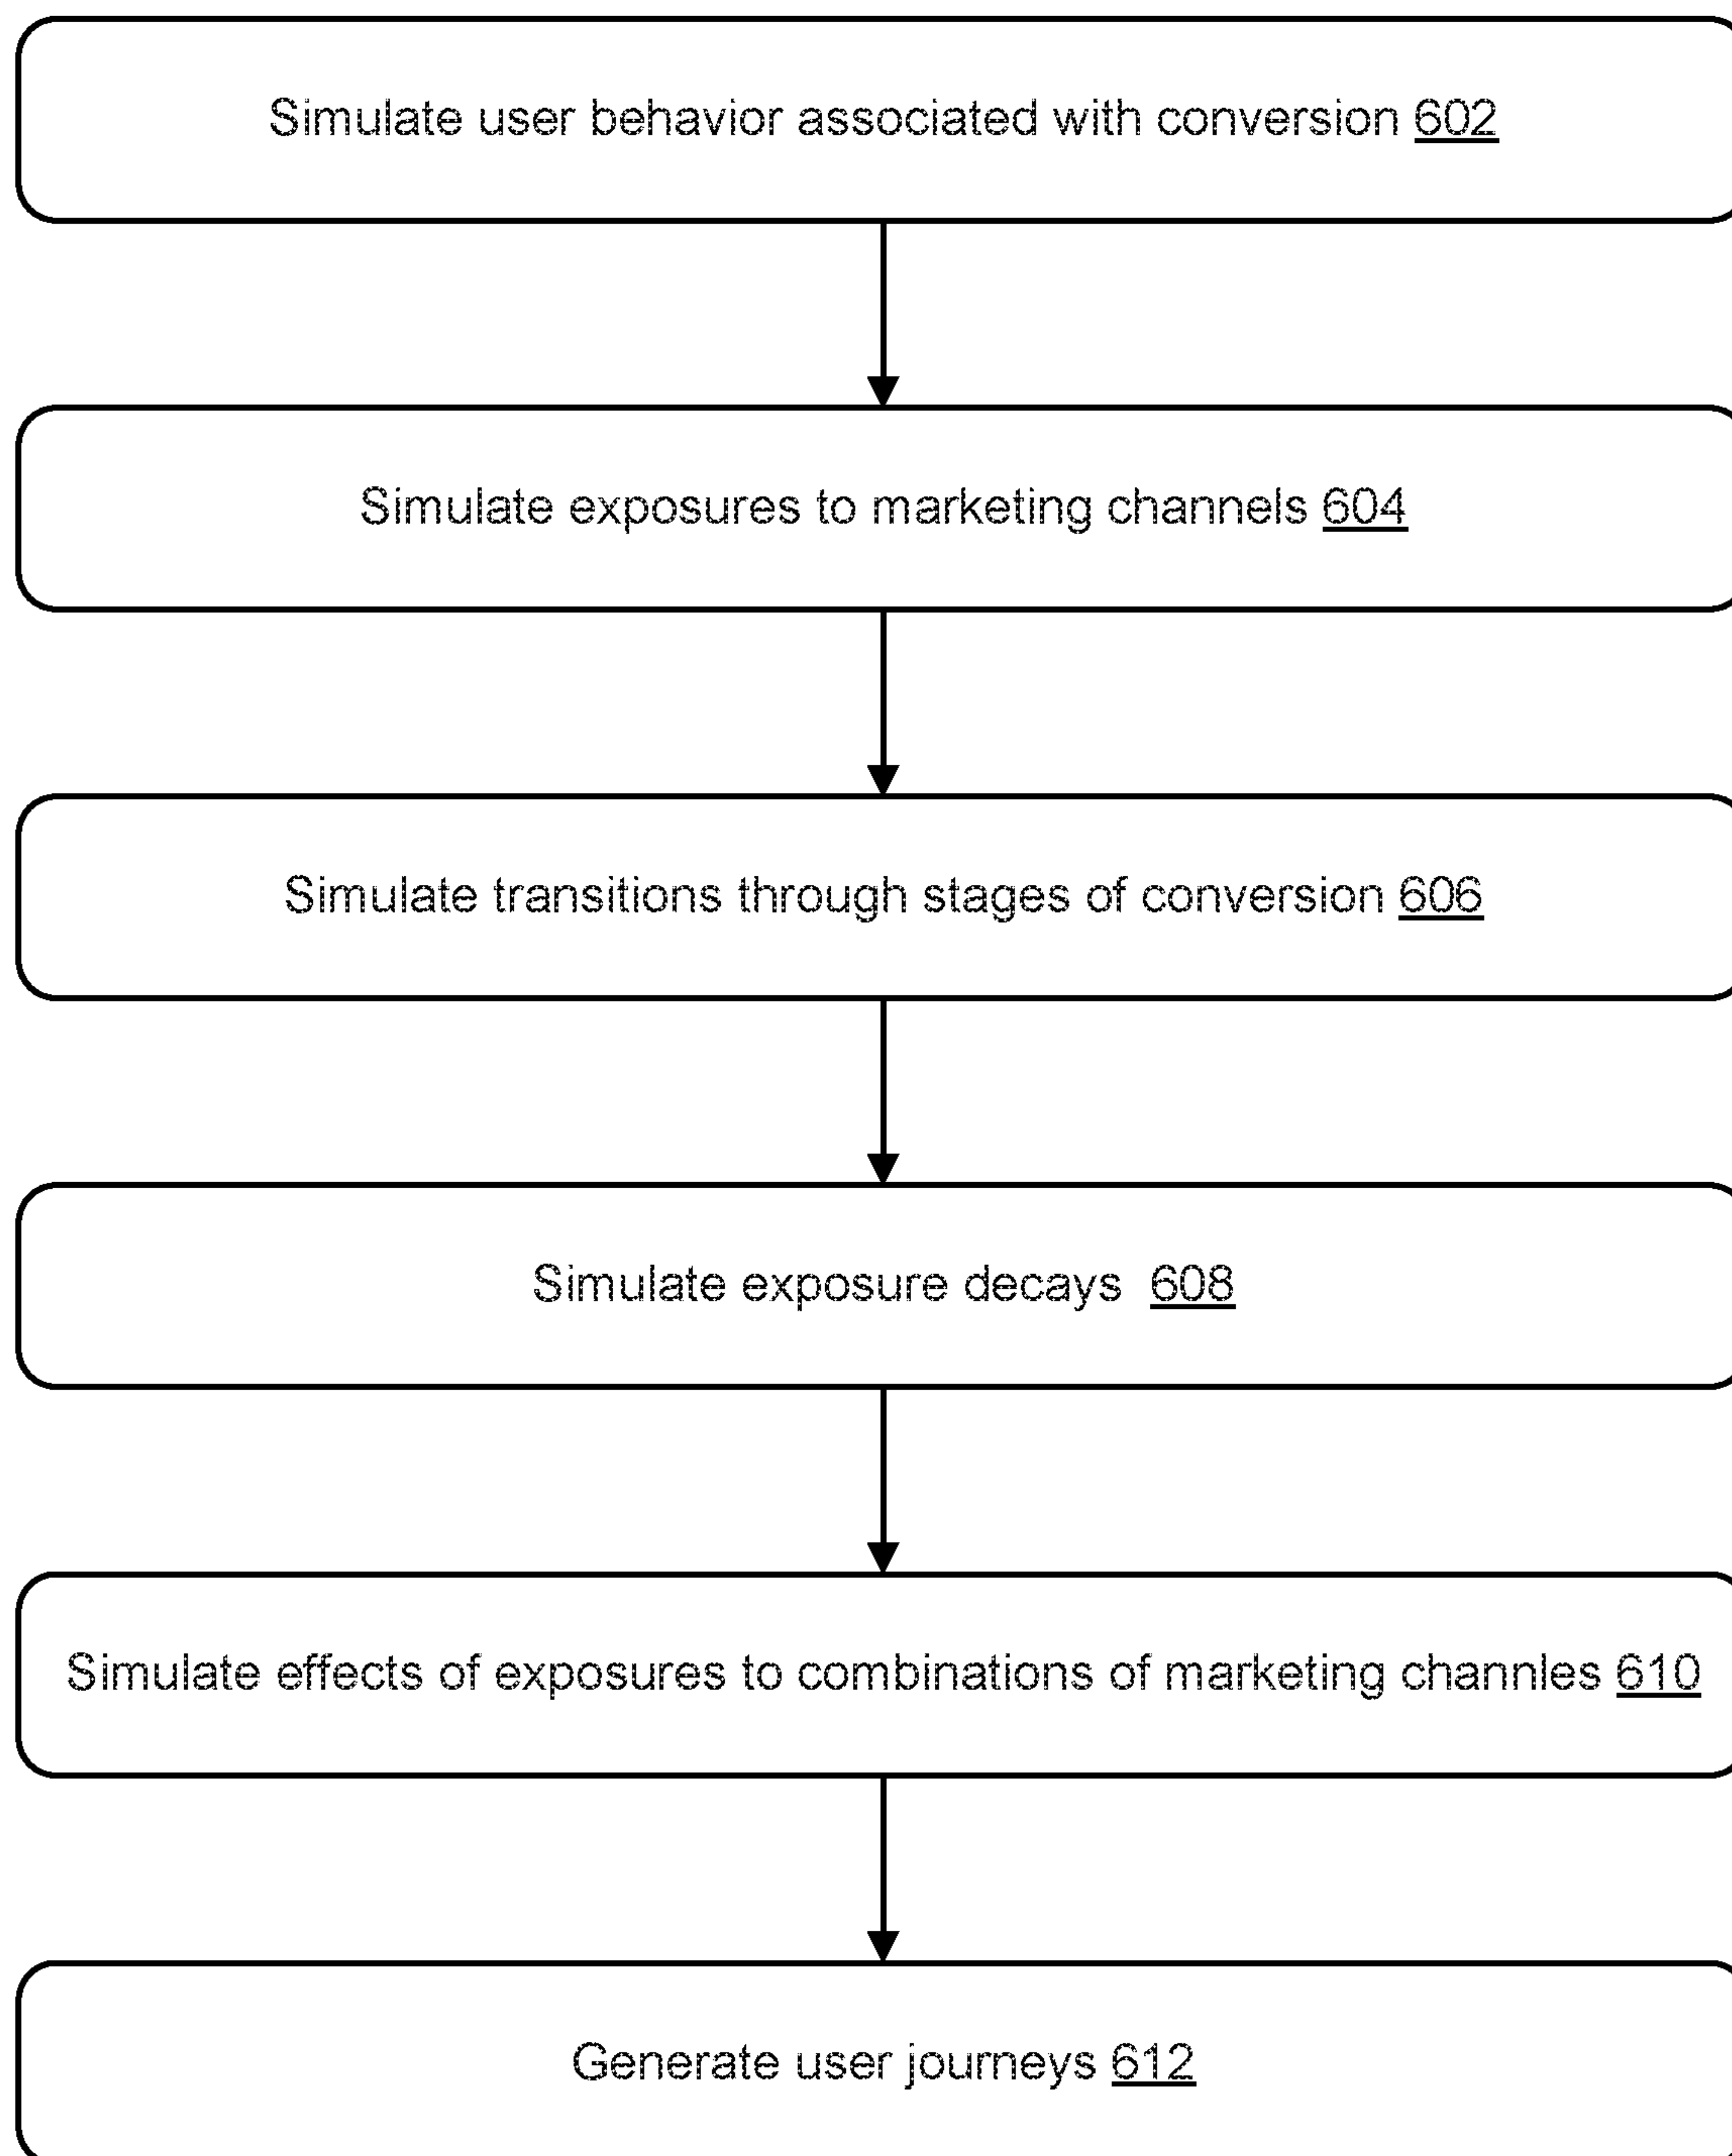 Simulate user behavior associated with conversion 602
Simulate exposures to marketing channels 604
Simulate transitions through stages of conversion 606
Simulate exposure decays 608
Simulate effects of exposures to combinations of marketing channles 610
Generate user journeys 612